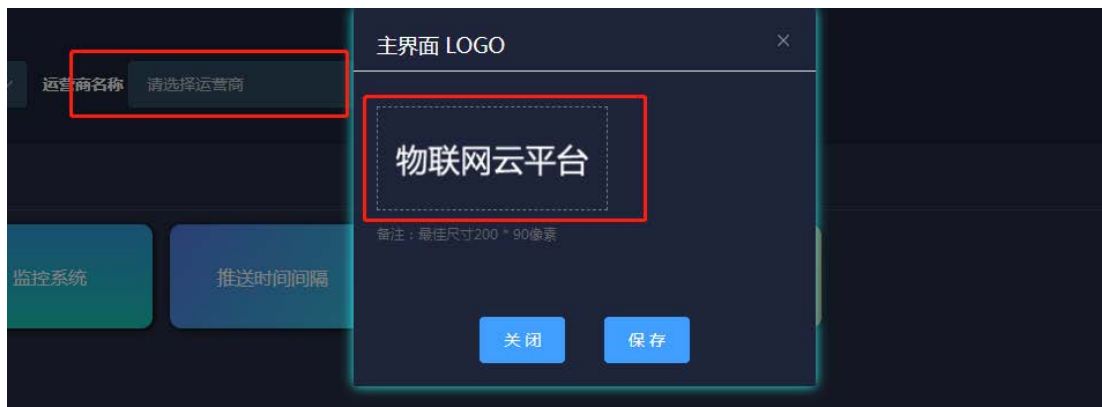 主界面 LOGO
运营商名称 请选择运营商
物联网云平台
备注：最佳尺寸200 * 90像素
监控系统
推送时间间隔
关闭 保存